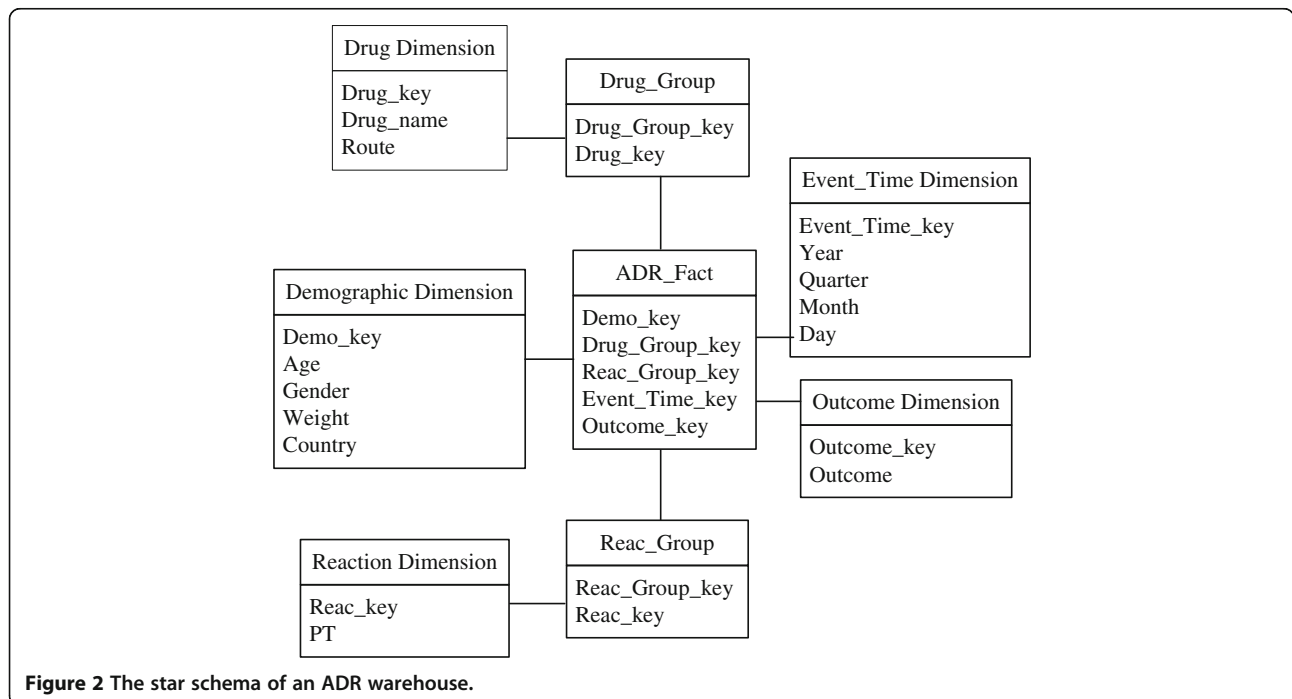 Drug Dimension
Drug_key
Drug_name
Route
Drug_Group
Drug_Group_key
Drug_key
Event_Time Dimension
Event_Time_key
Year
Quarter
Month
Day
ADR_Fact
Demo_key
Drug_Group_key
Reac_Group_key
Event_Time_key
Outcome_key
Demographic Dimension
Demo_key
Age
Gender
Weight
Country
Outcome Dimension
Outcome_key
Outcome
Reac_Group
Reac_Group_key
Reac_key
Reaction Dimension
Reac_key
PT
Figure 2 The star schema of an ADR warehouse.